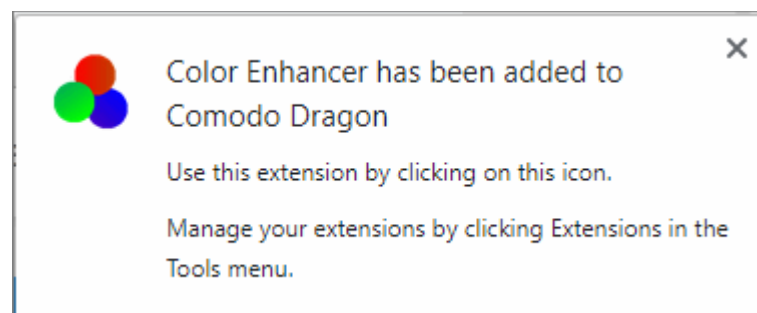 Color Enhancer has been added to
Comodo Dragon
Use this extension by clicking on this icon.
Manage your extensions by clicking Extensions in the
Tools menu.